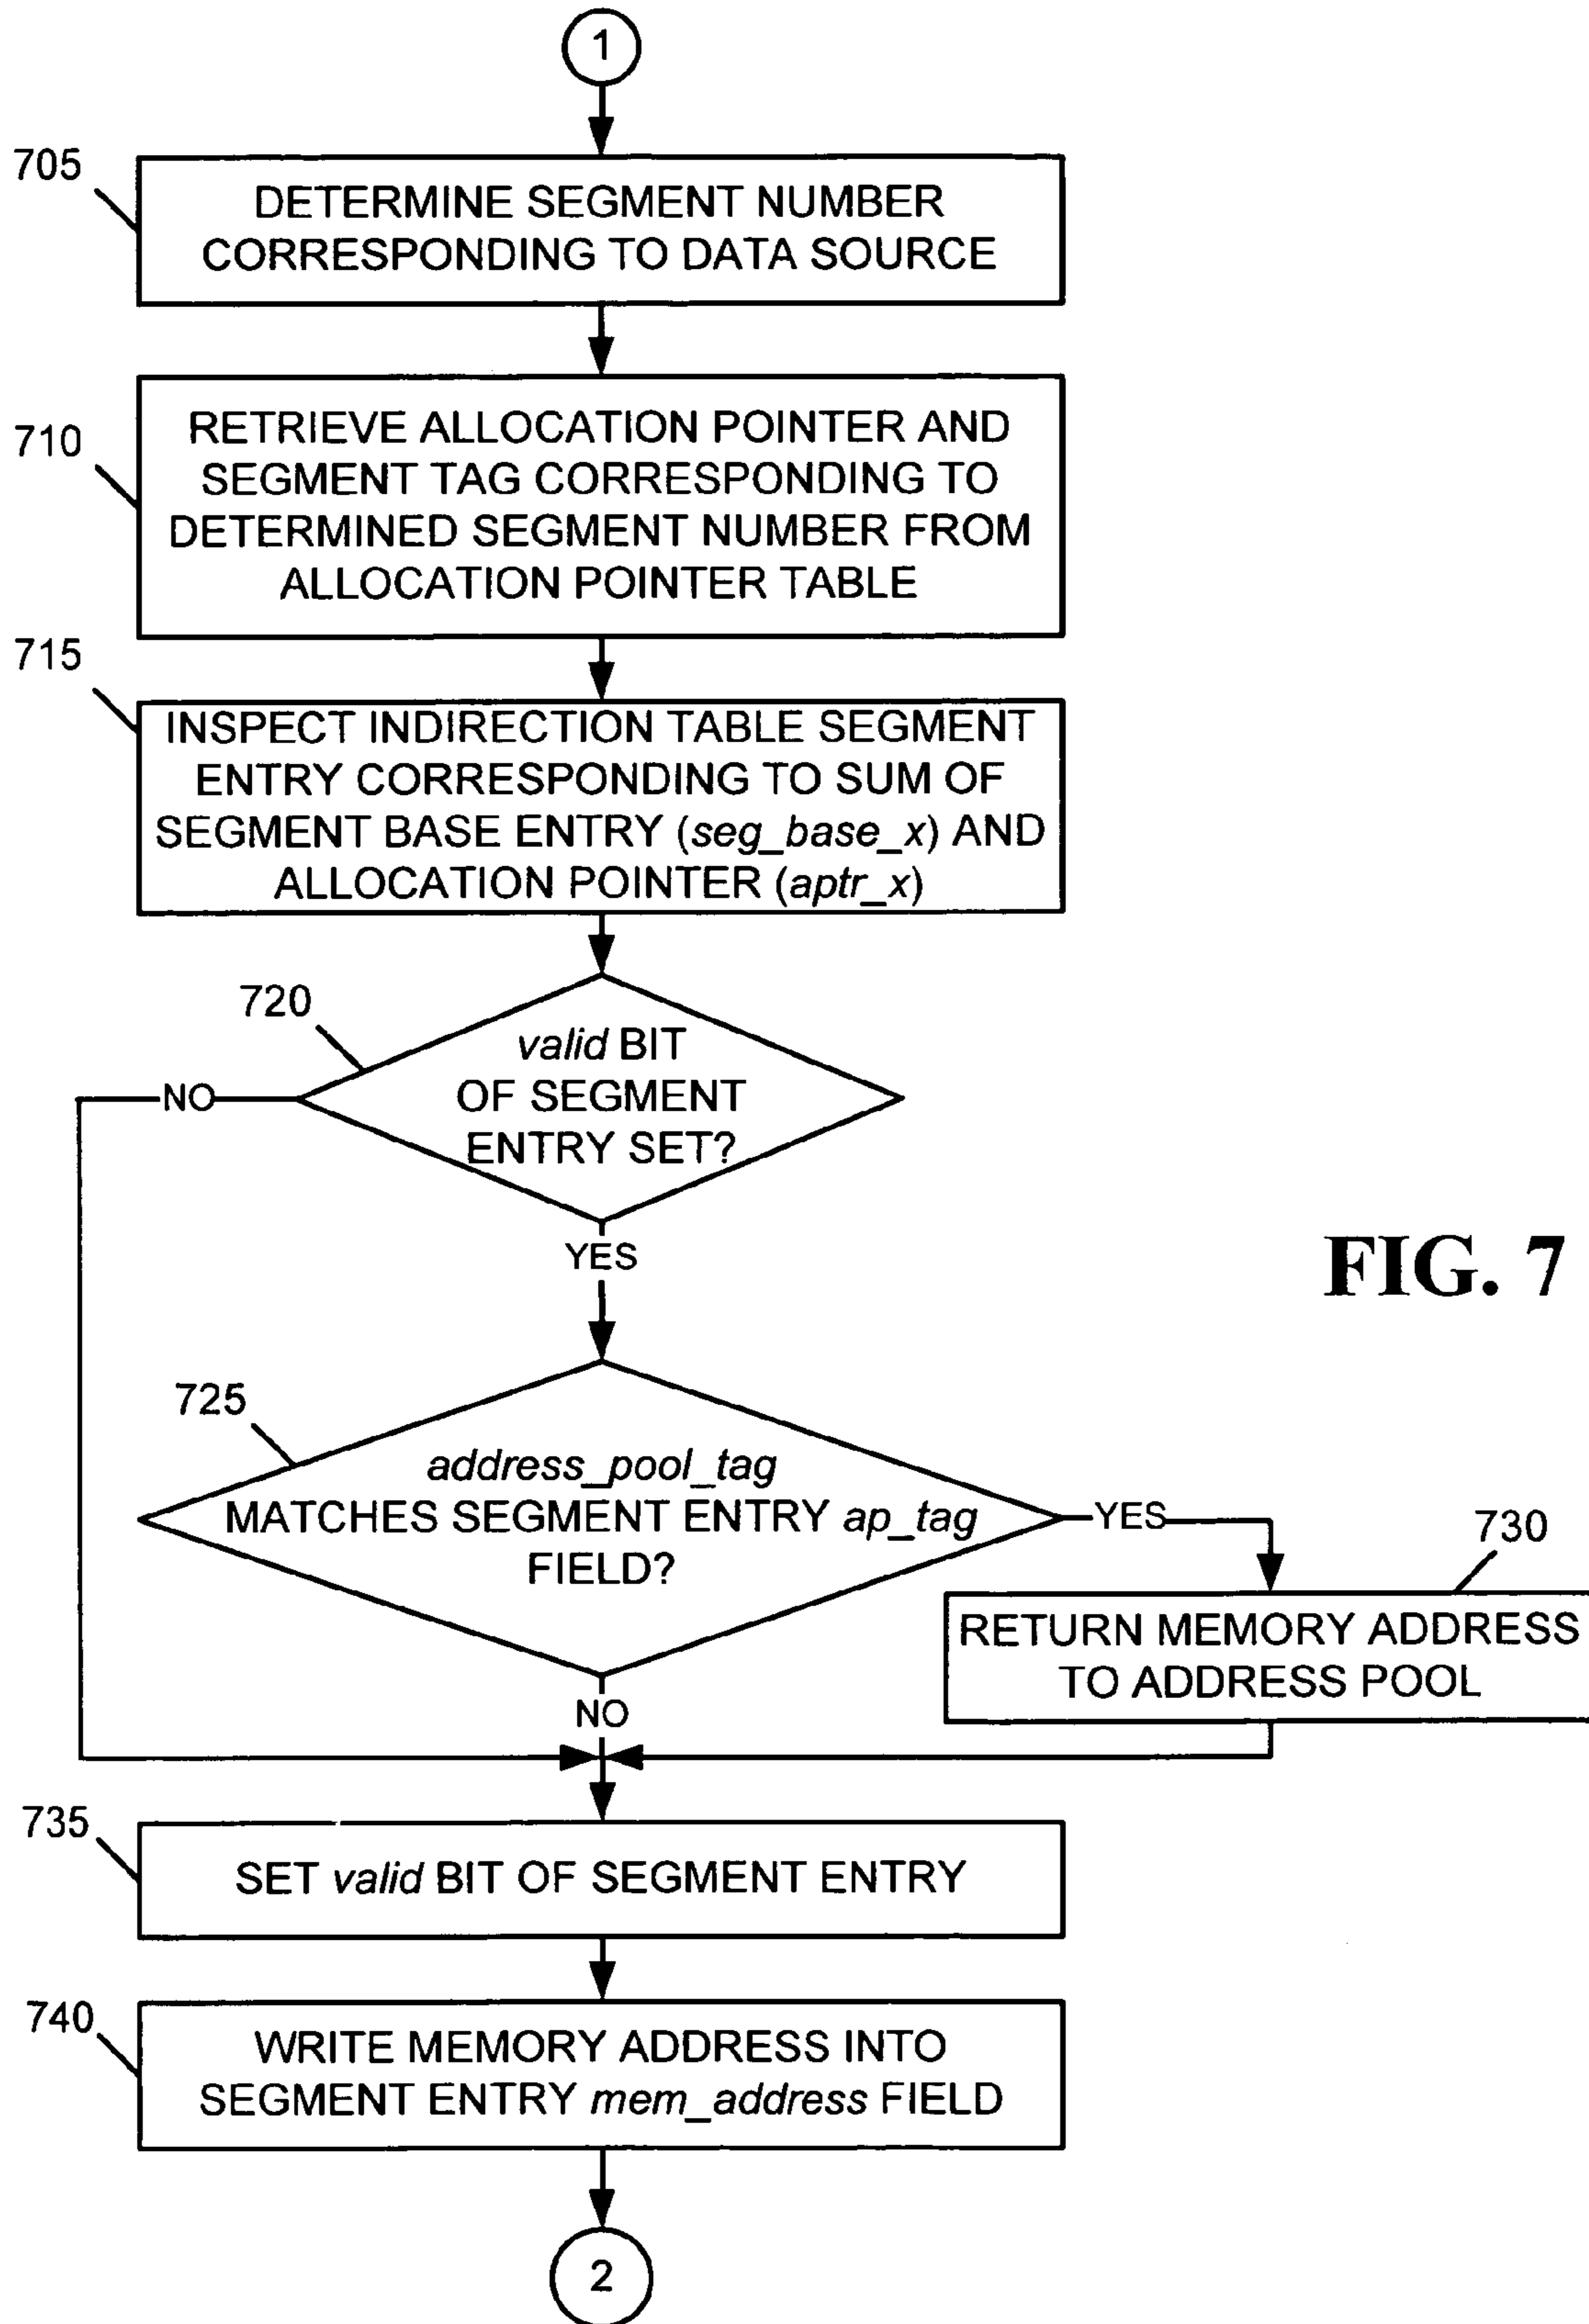 1
705
DETERMINE SEGMENT NUMBER
CORRESPONDING TO DATA SOURCE
710
RETRIEVE ALLOCATION POINTER AND
SEGMENT TAG CORRESPONDING TO
DETERMINED SEGMENT NUMBER FROM
ALLOCATION POINTER TABLE
715
INSPECT INDIRECTION TABLE SEGMENT
ENTRY CORRESPONDING TO SUM OF
SEGMENT BASE ENTRY (seg_base_x) AND
ALLOCATION POINTER (aptr_x)
720
valid BIT
OF SEGMENT
ENTRY SET?
NO
YES
FIG. 7
725
address_pool_tag
MATCHES SEGMENT ENTRY ap_tag
FIELD?
YES
730
RETURN MEMORY ADDRESS
TO ADDRESS POOL
NO
735
SET valid BIT OF SEGMENT ENTRY
740
WRITE MEMORY ADDRESS INTO
SEGMENT ENTRY mem_address FIELD
2